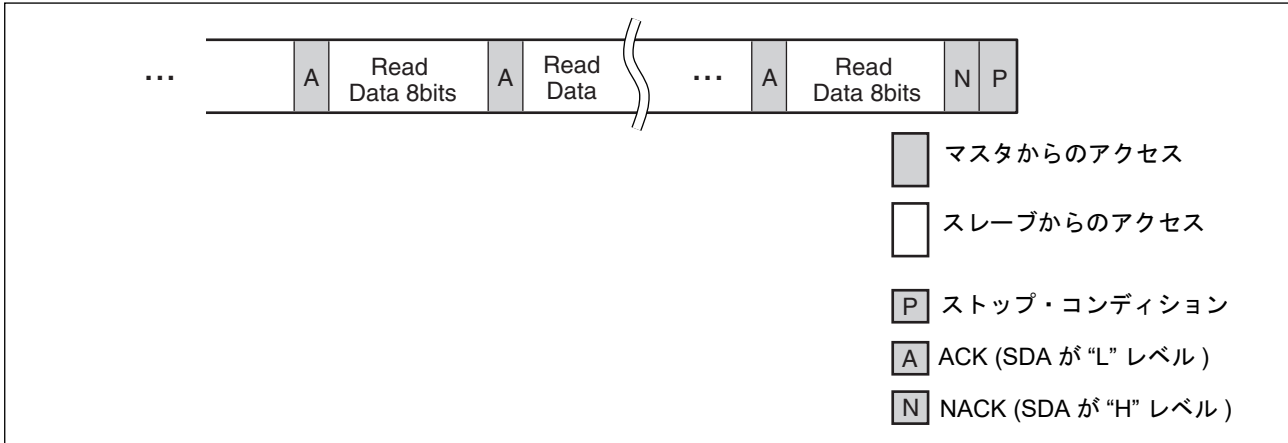 ... A Read Data 8bits A Read Data ... A Read Data 8bits N P
マスタからのアクセス
スレーブからのアクセス
P ストップ・コンディション
A ACK (SDA が “L” レベル )
N NACK (SDA が “H” レベル )